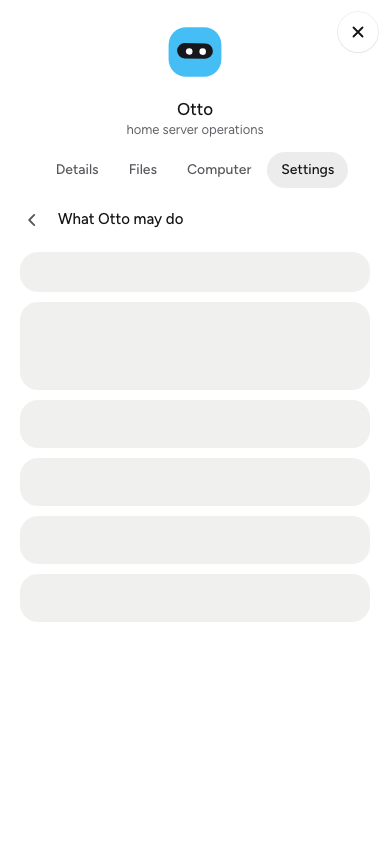 Otto
home server operations
Details
Files
Computer
Settings
What Otto may do